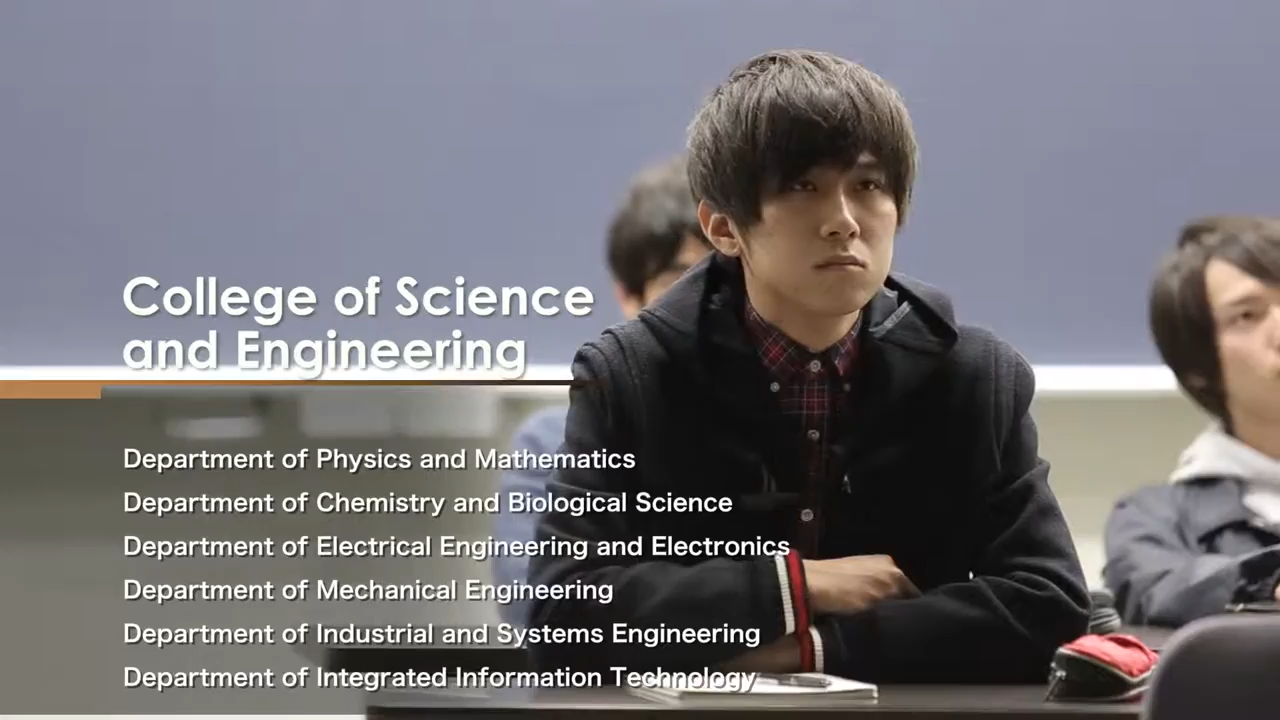 College of Science
and Engineering
Department of Physics and Mathematics
Department of Chemistry and Biological Science
Department of Electrical Engineering and Electronics
Department of Mechanical Engineering
Department of Industrial and Systems Engineering
Department of Integrated Information Technology